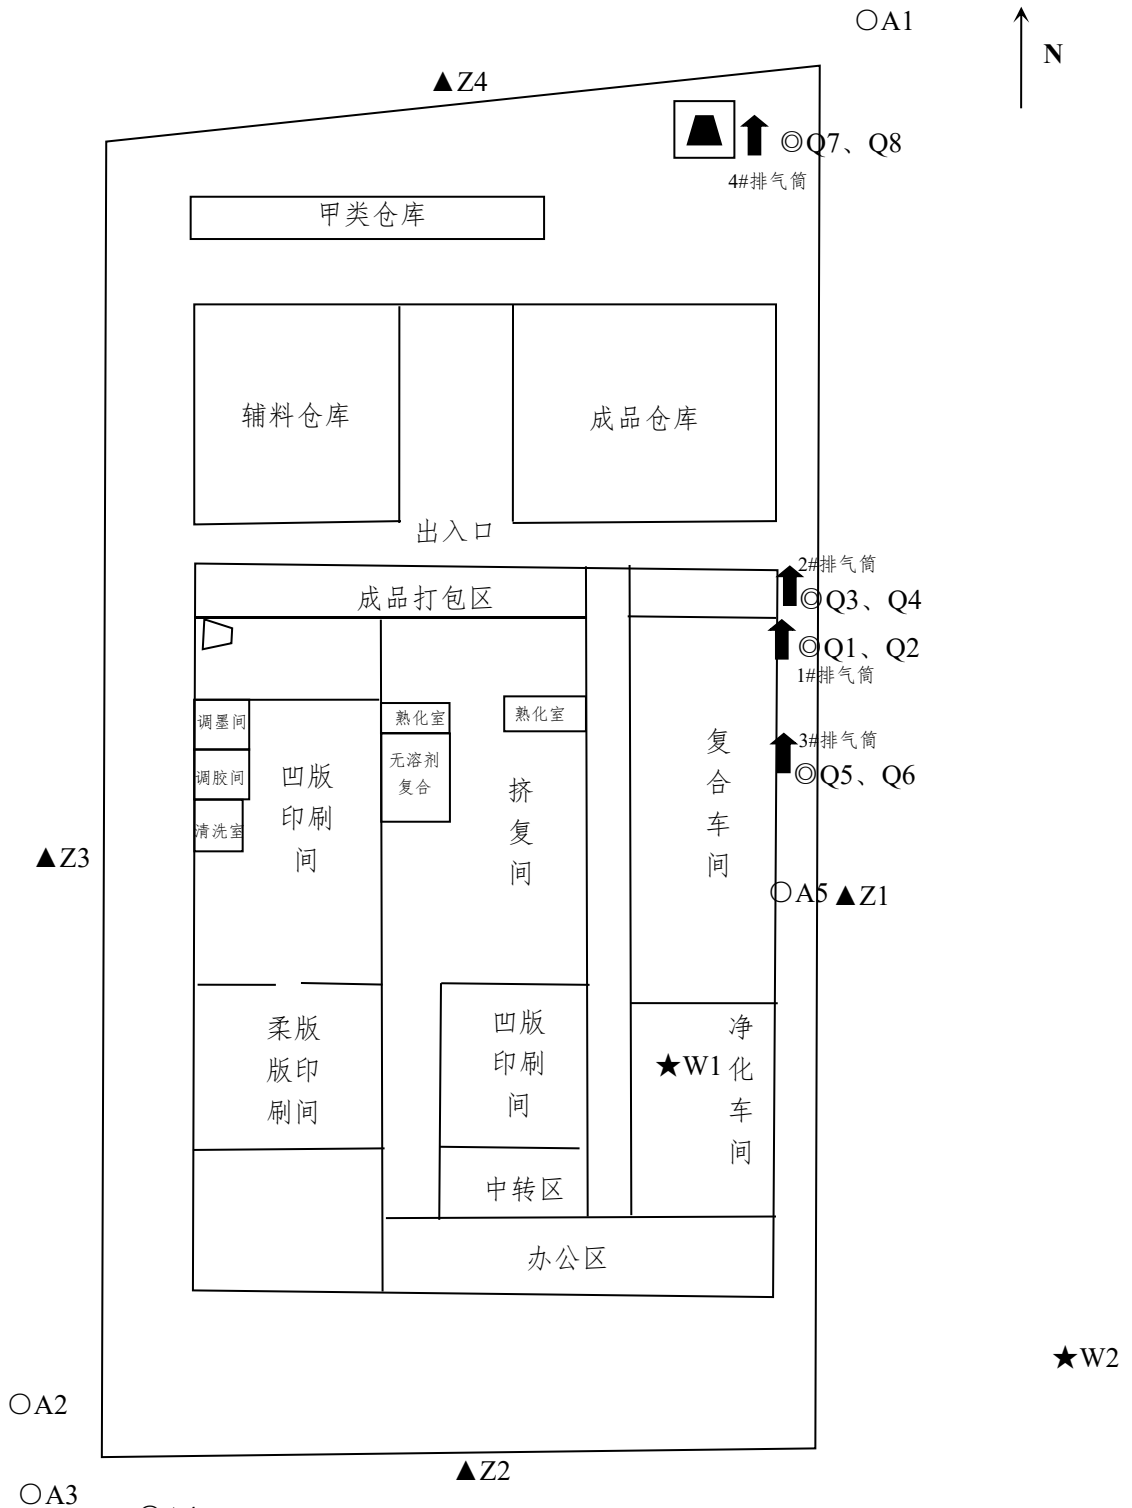 ○A1
N
▲Z4
◎Q7、Q8
4#排气筒
甲类仓库
辅料仓库
成品仓库
出入口
2#排气筒
◎Q3、Q4
成品打包区
◎Q1、Q2
1#排气筒
调墨间
熟化室
熟化室
3#排气筒
◎Q5、Q6
无溶剂
复合
调胶间
凹版
印刷
间
挤
复
间
复
合
车
间
清洗室
▲Z3
○A5
▲Z1
柔版
版印
刷间
凹版
印刷
间
净
化
车
间
★W1
中转区
办公区
★W2
○A2
▲Z2
○A3